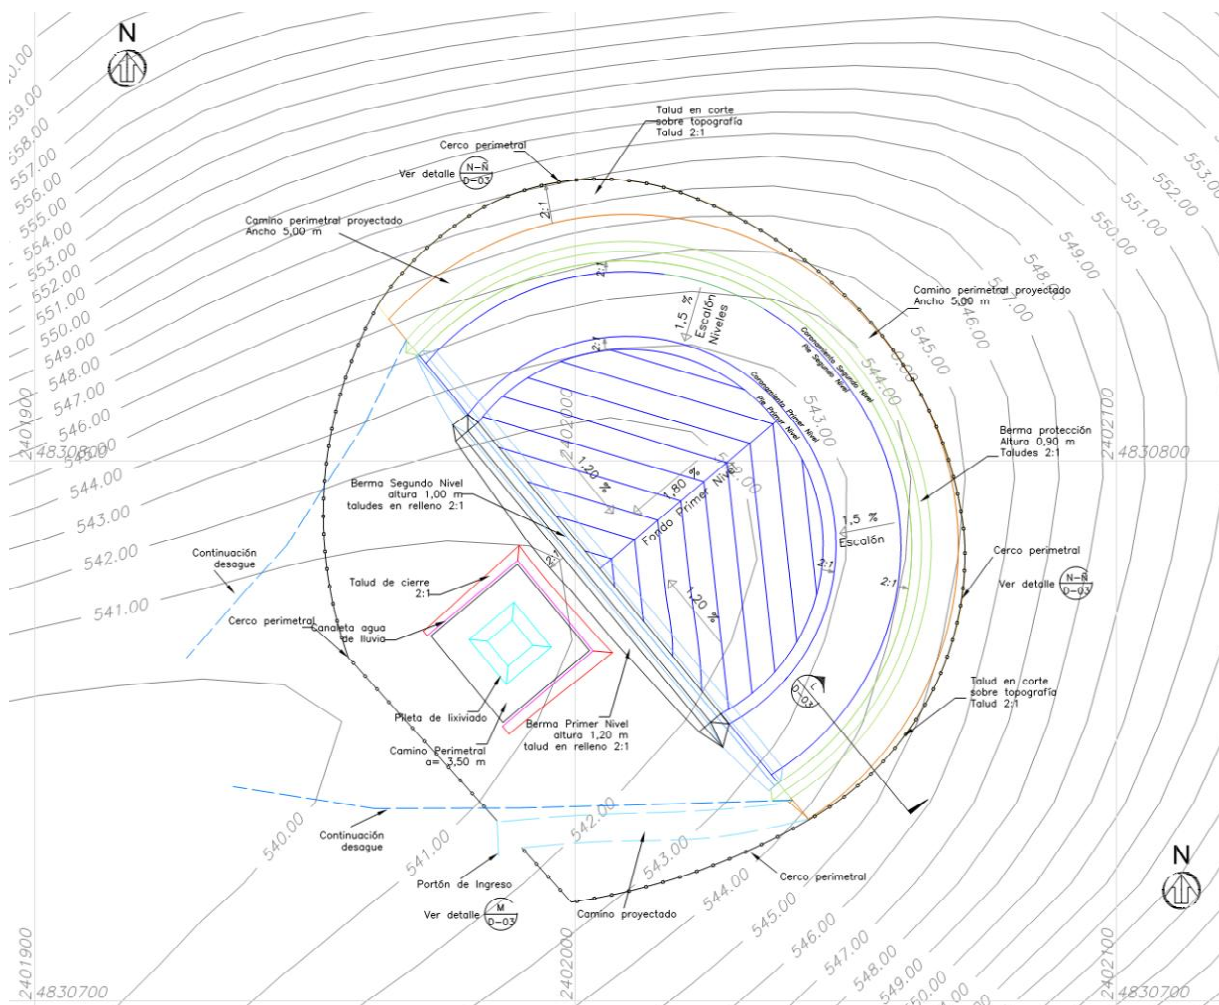 N
Talud en corte
sobre topografía
Talud 2:1
Cerco perimetral
Ver detalle
N-Ñ
D-03
2:1
Camino perimetral proyectado
Ancho 5,00 m
2:1
1,5 %
Escalón
Niveles
Camino perimetral proyectado
Ancho 5,00 m
Coronamiento Segundo Nivel
Pie Segundo Nivel
2:1
Coronamiento Primer Nivel
Pie Primer Nivel
Berma protección
Altura 0,90 m
Taludes 2:1
Berma Segundo Nivel
altura 1,00 m
taludes en relleno 2:1
1,20 %
1,80 %
Fondo Primer Nivel
1,5 %
Escalón
2:1
2:1
1,20 %
2:1
Continuación
desague
Talud de cierre
2:1
Cerco perimetral
Canaleta agua
de lluvia
Cerco perimetral
Ver detalle
N-Ñ
D-03
Pileta de lixiviado
Camino Perimetral
a= 3,50 m
Berma Primer Nivel
altura 1,20 m
talud en relleno 2:1
L
D-03
Talud en corte
sobre topografía
Talud 2:1
Continuación
desague
Portón de Ingreso
Ver detalle
M
D-03
Camino proyectado
Cerco perimetral
N
559.00
558.00
557.00
556.00
555.00
554.00
553.00
552.00
551.00
550.00
549.00
548.00
547.00
546.00
545.00
544.00
543.00
542.00
541.00
553.00
552.00
551.00
550.00
549.00
548.00
546.00
545.00
544.00
543.00
540.00
541.00
542.00
543.00
544.00
545.00
546.00
547.00
548.00
549.00
2401900
2402000
2402100
4830800
4830800
2401900
2402000
2402100
4830700
4830700